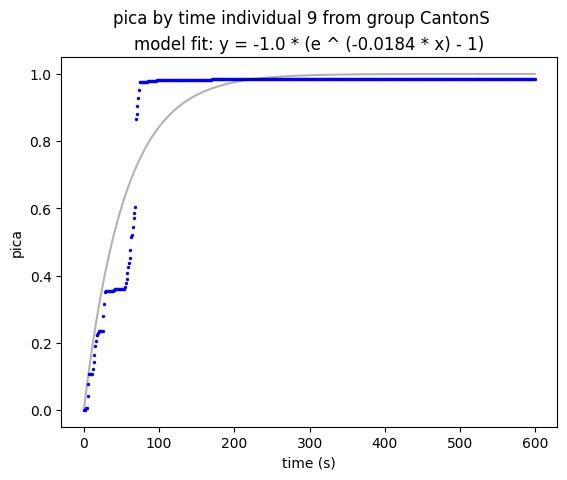 pica by time individual 9 from group CantonS
model fit: y = -1.0 * (e ^ (-0.0184 * x) - 1)
1.0
0.8
0.6
0.4
0.2
0.0
pica
0 100 200 300 400 500 600
time (s)